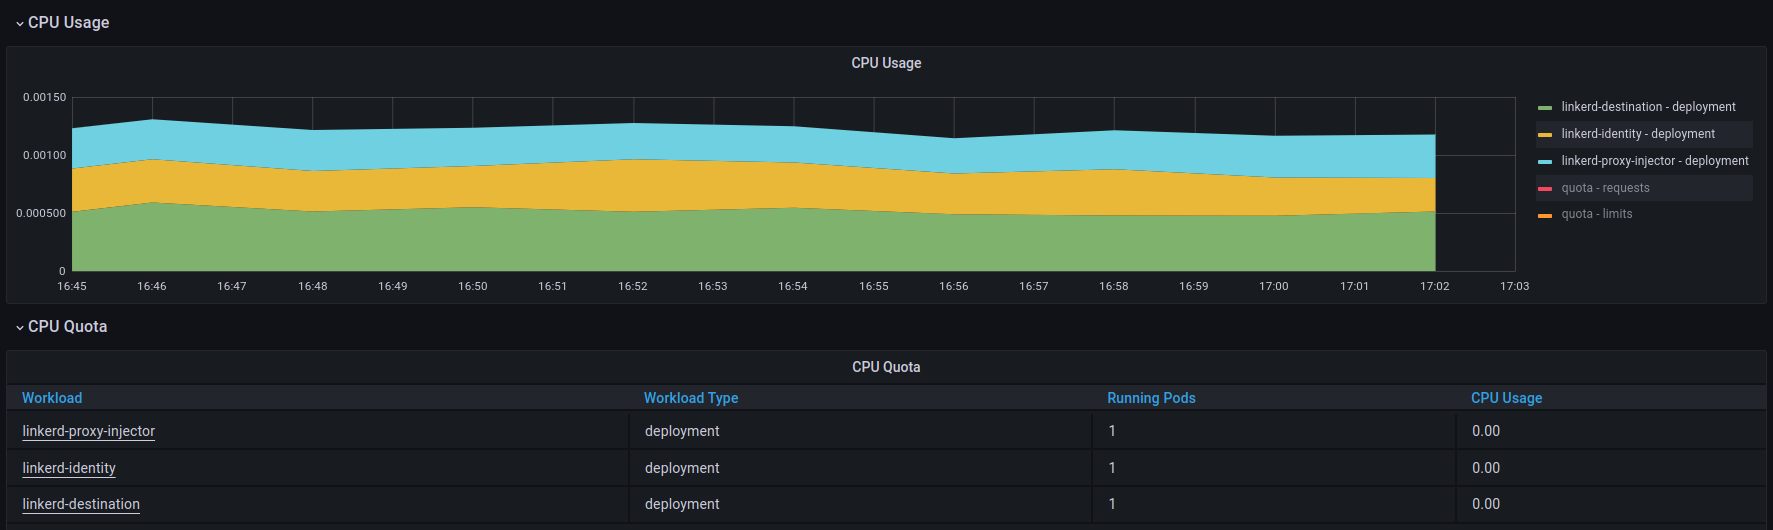 CPU Usage
CPU Usage
0.00150
0.00100
0.000500
0
16:45 16:46 16:47 16:48 16:49 16:50 16:51 16:52 16:53 16:54 16:55 16:56 16:57 16:58 16:59 17:00 17:01 17:02 17:03
linkerd-destination - deployment
linkerd-identity - deployment
linkerd-proxy-injector - deployment
quota - requests
quota - limits
CPU Quota
CPU Quota
Workload Workload Type Running Pods CPU Usage
linkerd-proxy-injector deployment 1 0.00
linkerd-identity deployment 1 0.00
linkerd-destination deployment 1 0.00